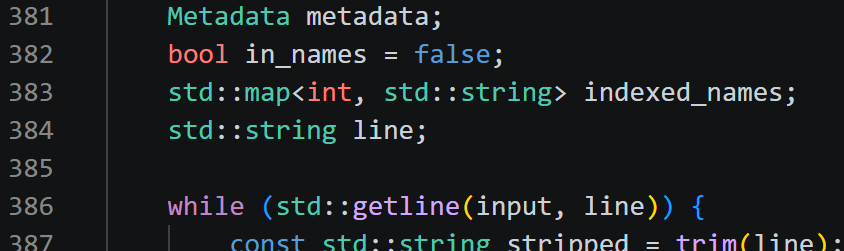 381 Metadata metadata;
382 bool in_names = false;
383 std::map<int, std::string> indexed_names;
384 std::string line;
385
386 while (std::getline(input, line)) {
387 const std::string stripped = trim(line);